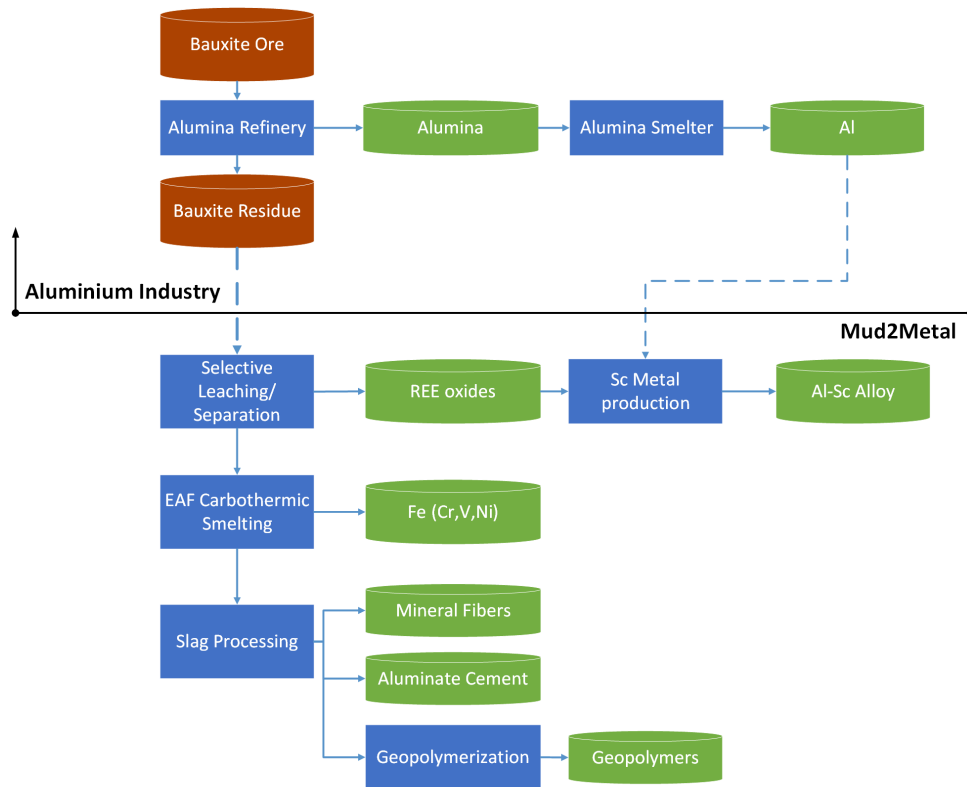 Bauxite Ore
Alumina Refinery
Alumina
Alumina Smelter
Al
Bauxite Residue
Aluminium Industry
Mud2Metal
Selective
Leaching/
Separation
REE oxides
Sc Metal
production
Al-Sc Alloy
EAF Carbothermic
Smelting
Fe (Cr,V,Ni)
Mineral Fibers
Slag Processing
Aluminate Cement
Geopolymerization
Geopolymers